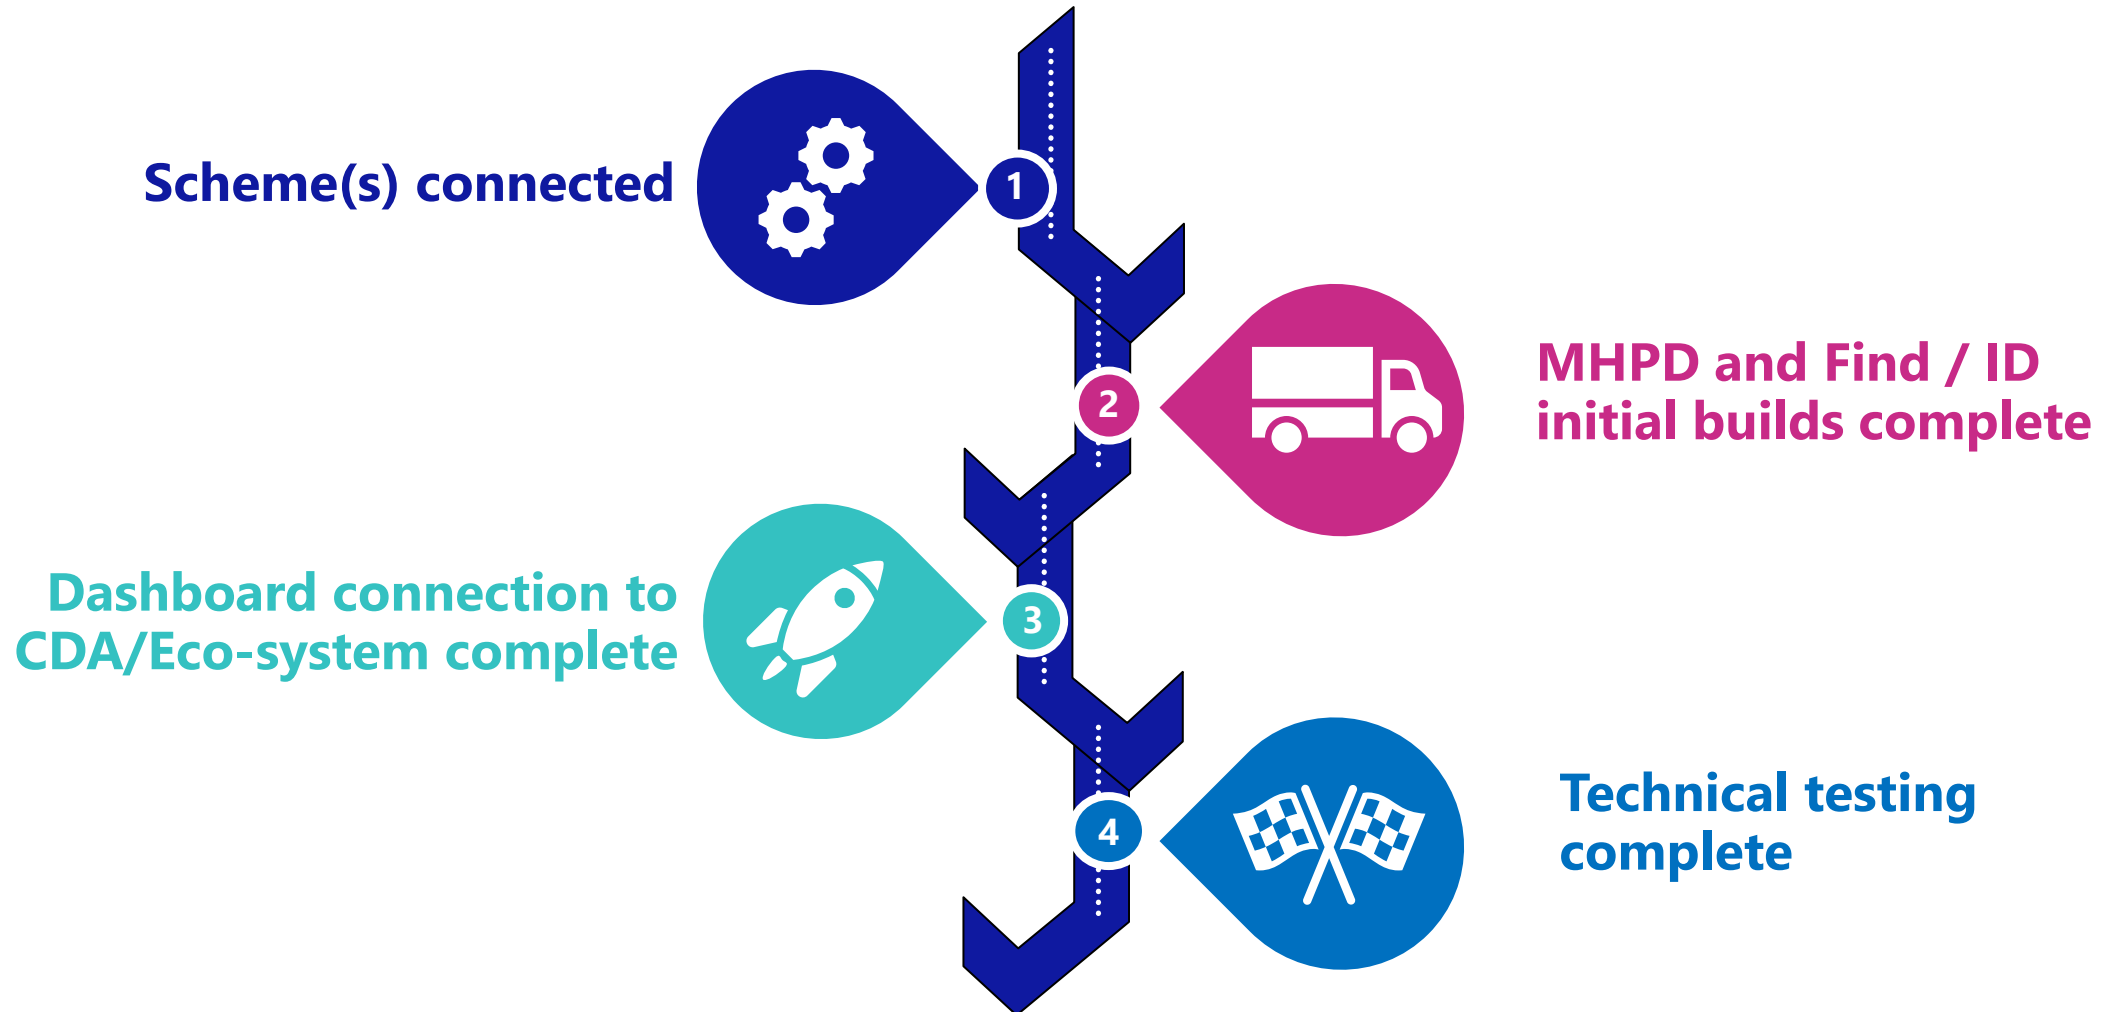 Scheme(s) connected
1
2
MHPD and Find / ID
initial builds complete
Dashboard connection to
CDA/Eco-system complete
3
4
Technical testing
complete